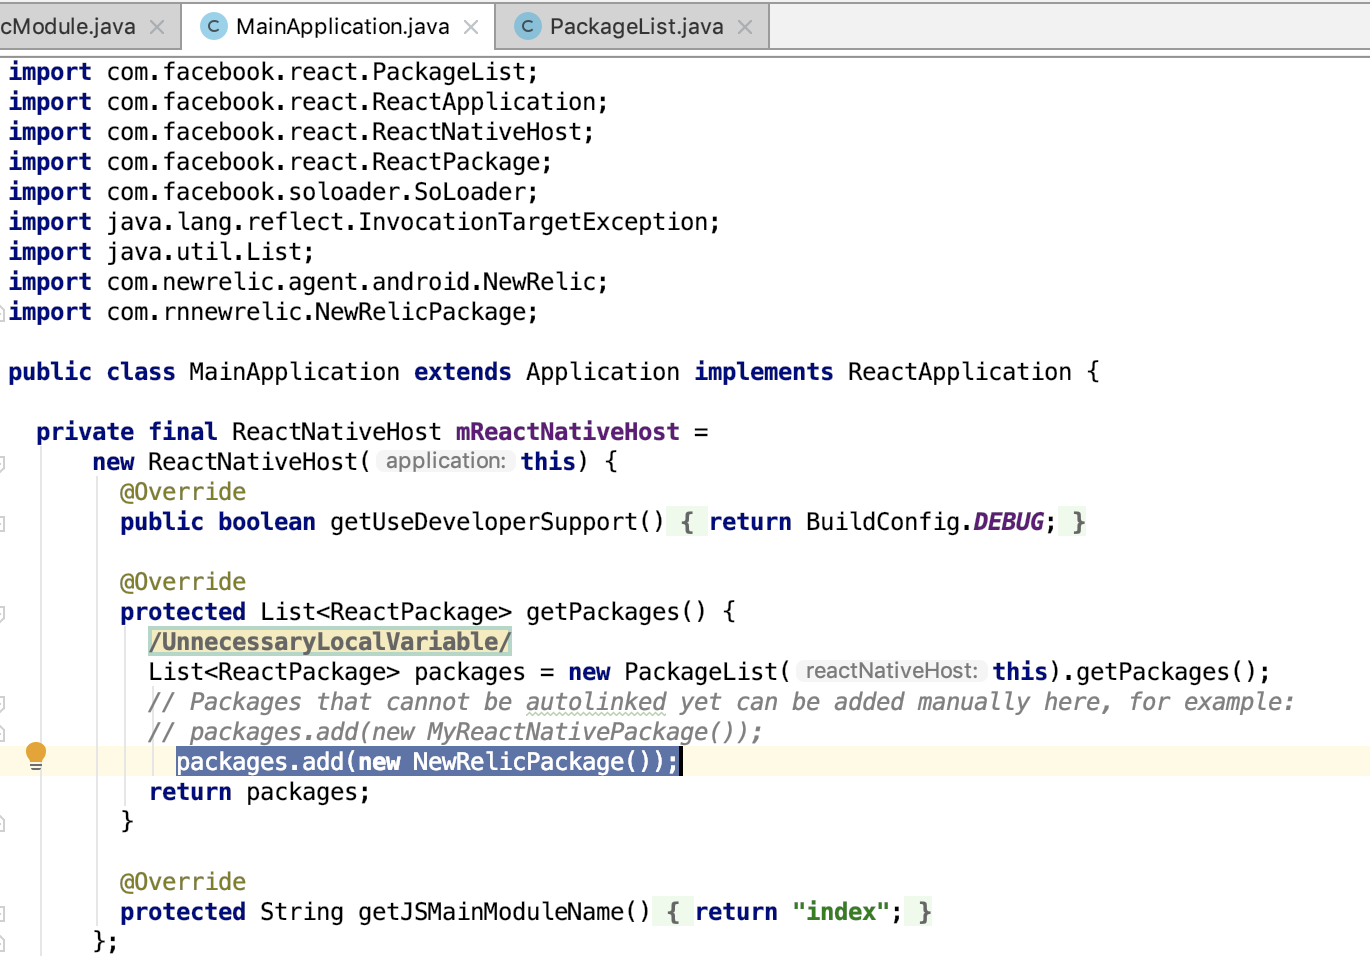 cModule.java
C MainApplication.java
C PackageList.java
import com.facebook.react.PackageList;
import com.facebook.react.ReactApplication;
import com.facebook.react.ReactNativeHost;
import com.facebook.react.ReactPackage;
import com.facebook.soloader.SoLoader;
import java.lang.reflect.InvocationTargetException;
import java.util.List;
import com.newrelic.agent.android.NewRelic;
import com.rnnewrelic.NewRelicPackage;
public class MainApplication extends Application implements ReactApplication {
private final ReactNativeHost mReactNativeHost =
new ReactNativeHost( application: this) {
@Override
public boolean getUseDeveloperSupport() { return BuildConfig.DEBUG; }
@Override
protected List<ReactPackage> getPackages() {
/UnnecessaryLocalVariable/
List<ReactPackage> packages = new PackageList( reactNativeHost: this).getPackages();
// Packages that cannot be autolinked yet can be added manually here, for example:
// packages.add(new MyReactNativePackage());
packages.add(new NewRelicPackage());
return packages;
}
@Override
protected String getJSMainModuleName() { return "index"; }
};